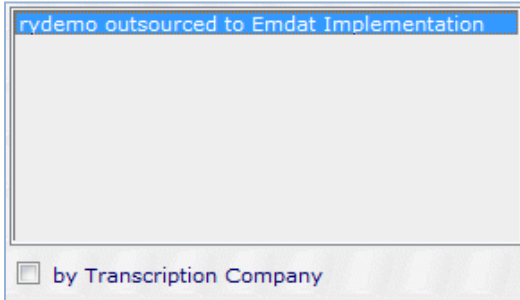 rydemo outsourced to Emdat Implementation
by Transcription Company